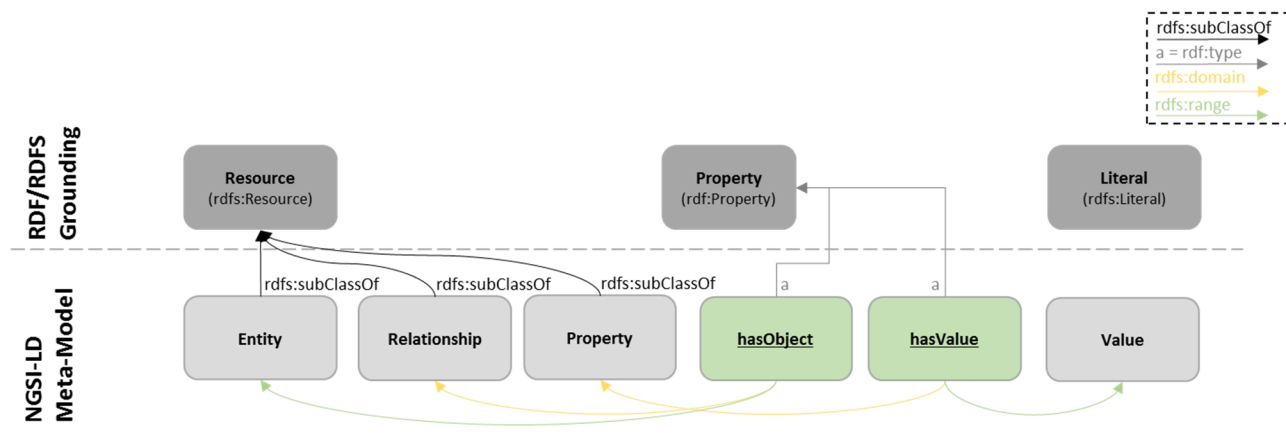 rdfs:subClassOf
a = rdf:type
rdfs:domain
rdfs:range
RDF/RDFS
Grounding
Resource
(rdfs:Resource)
Property
(rdf:Property)
Literal
(rdfs:Literal)
rdfs:subClassOf
rdfs:subClassOf
rdfs:subClassOf
a
a
NGSI-LD
Meta-Model
Entity
Relationship
Property
hasObject
hasValue
Value